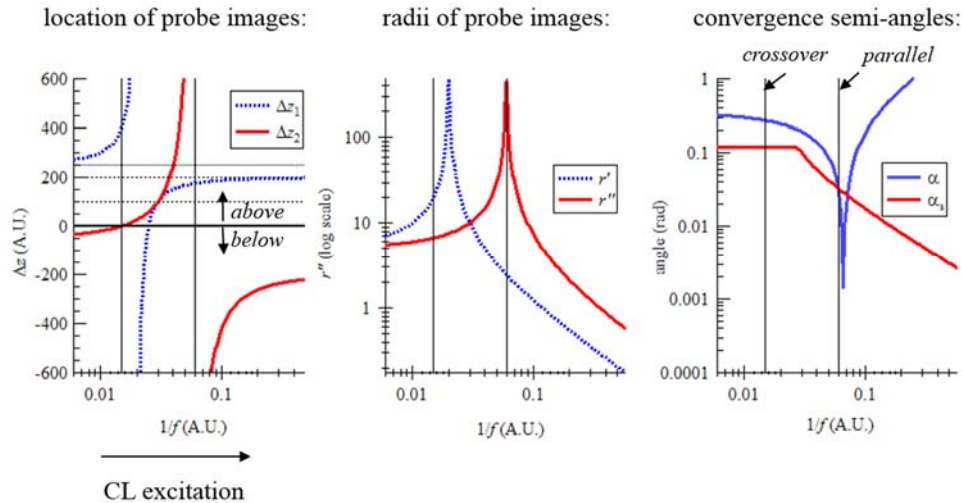 location of probe images:
radii of probe images:
convergence semi-angles:
600
400
200
0
-200
-400
-600
Δz (A.U.)
Δz₁
Δz₂
above
below
0.01
0.1
1/f (A.U.)
CL excitation
100
10
1
r'' (log scale)
r'
r''
0.01
0.1
1/f (A.U.)
crossover
parallel
1
0.1
0.01
0.001
0.0001
angle (rad)
α
αₛ
0.01
0.1
1/f (A.U.)